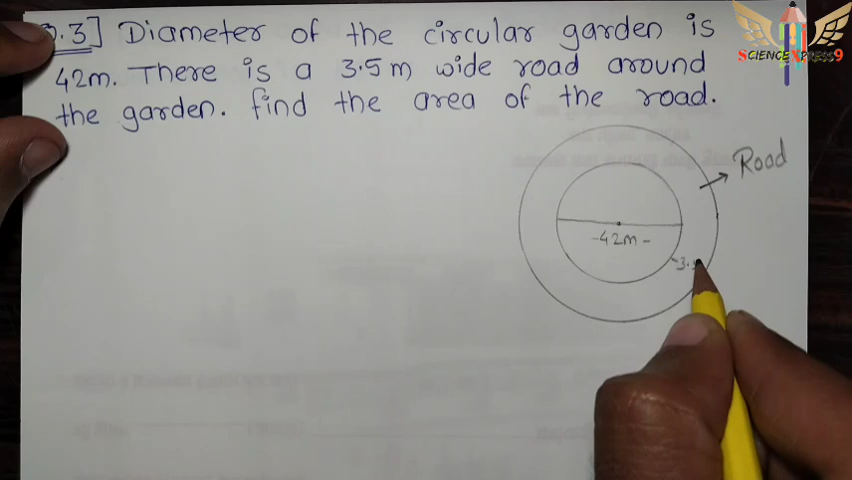 Q.3] Diameter of the circular garden is
42m. There is a 3.5m wide road around
the garden. find the area of the road.
Road
-42m-
SCIENCEXPRESS9